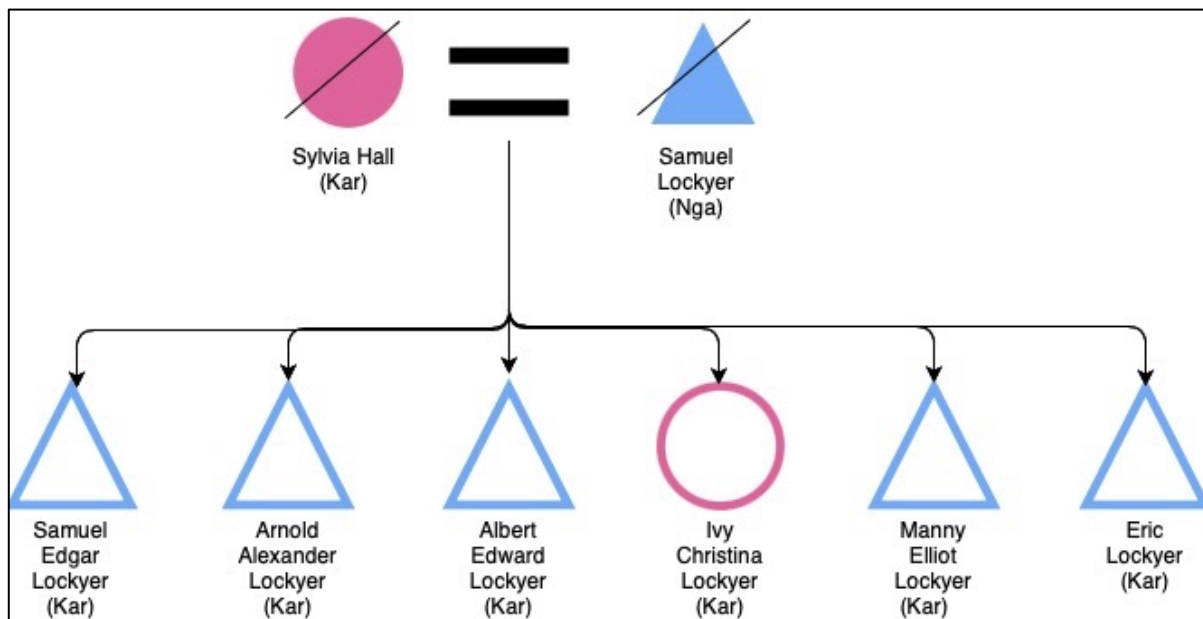 Sylvia Hall
(Kar)
Samuel
Lockyer
(Nga)
Samuel
Edgar
Lockyer
(Kar)
Arnold
Alexander
Lockyer
(Kar)
Albert
Edward
Lockyer
(Kar)
Ivy
Christina
Lockyer
(Kar)
Manny
Elliot
Lockyer
(Kar)
Eric
Lockyer
(Kar)